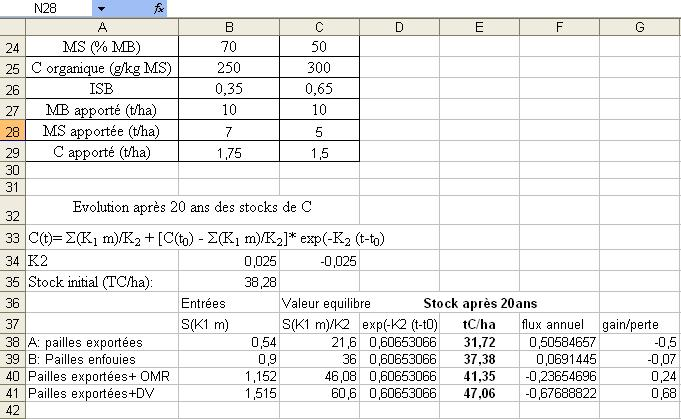 N28 fx
A B C D E F G
24 MS (% MB) 70 50
25 C organique (g/kg MS) 250 300
26 ISB 0,35 0,65
27 MB apporté (t/ha) 10 10
28 MS apportée (t/ha) 7 5
29 C apporté (t/ha) 1,75 1,5
30
31
32 Evolution après 20 ans des stocks de C
33 C(t)= Σ(K₁ m)/K₂ + [C(t₀) - Σ(K₁ m)/K₂]* exp(-K₂ (t-t₀)
34 K2 0,025 -0,025
35 Stock initial (TC/ha): 38,28
36 Entrées Valeur equilibre Stock après 20ans
37 S(K1 m) S(K1 m)/K2 exp(-K2 (t-t0) tC/ha flux annuel gain/perte
38 A: pailles exportées 0,54 21,6 0,60653066 31,72 0,50584657 -0,5
39 B: Pailles enfouies 0,9 36 0,60653066 37,38 0,0691445 -0,07
40 Pailles exportées+ OMR 1,152 46,08 0,60653066 41,35 -0,23654696 0,24
41 Pailles exportées+DV 1,515 60,6 0,60653066 47,06 -0,67688822 0,68
42